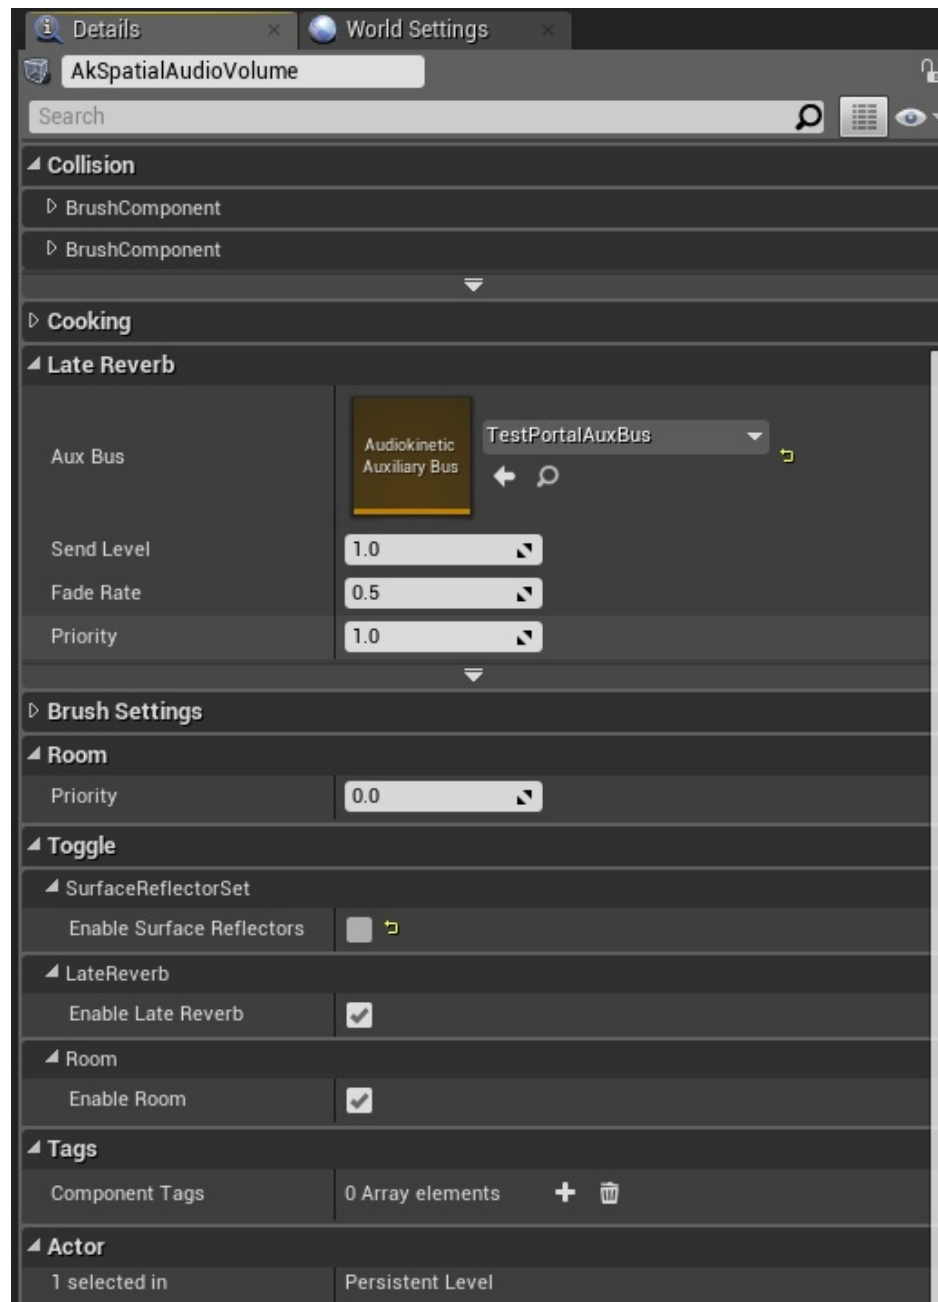 Details
World Settings
AkSpatialAudioVolume
Search
Collision
BrushComponent
BrushComponent
Cooking
Late Reverb
Aux Bus
Audiokinetic
Auxiliary Bus
TestPortalAuxBus
Send Level 1.0
Fade Rate 0.5
Priority 1.0
Brush Settings
Room
Priority 0.0
Toggle
SurfaceReflectorSet
Enable Surface Reflectors
LateReverb
Enable Late Reverb
Room
Enable Room
Tags
Component Tags 0 Array elements
Actor
1 selected in Persistent Level